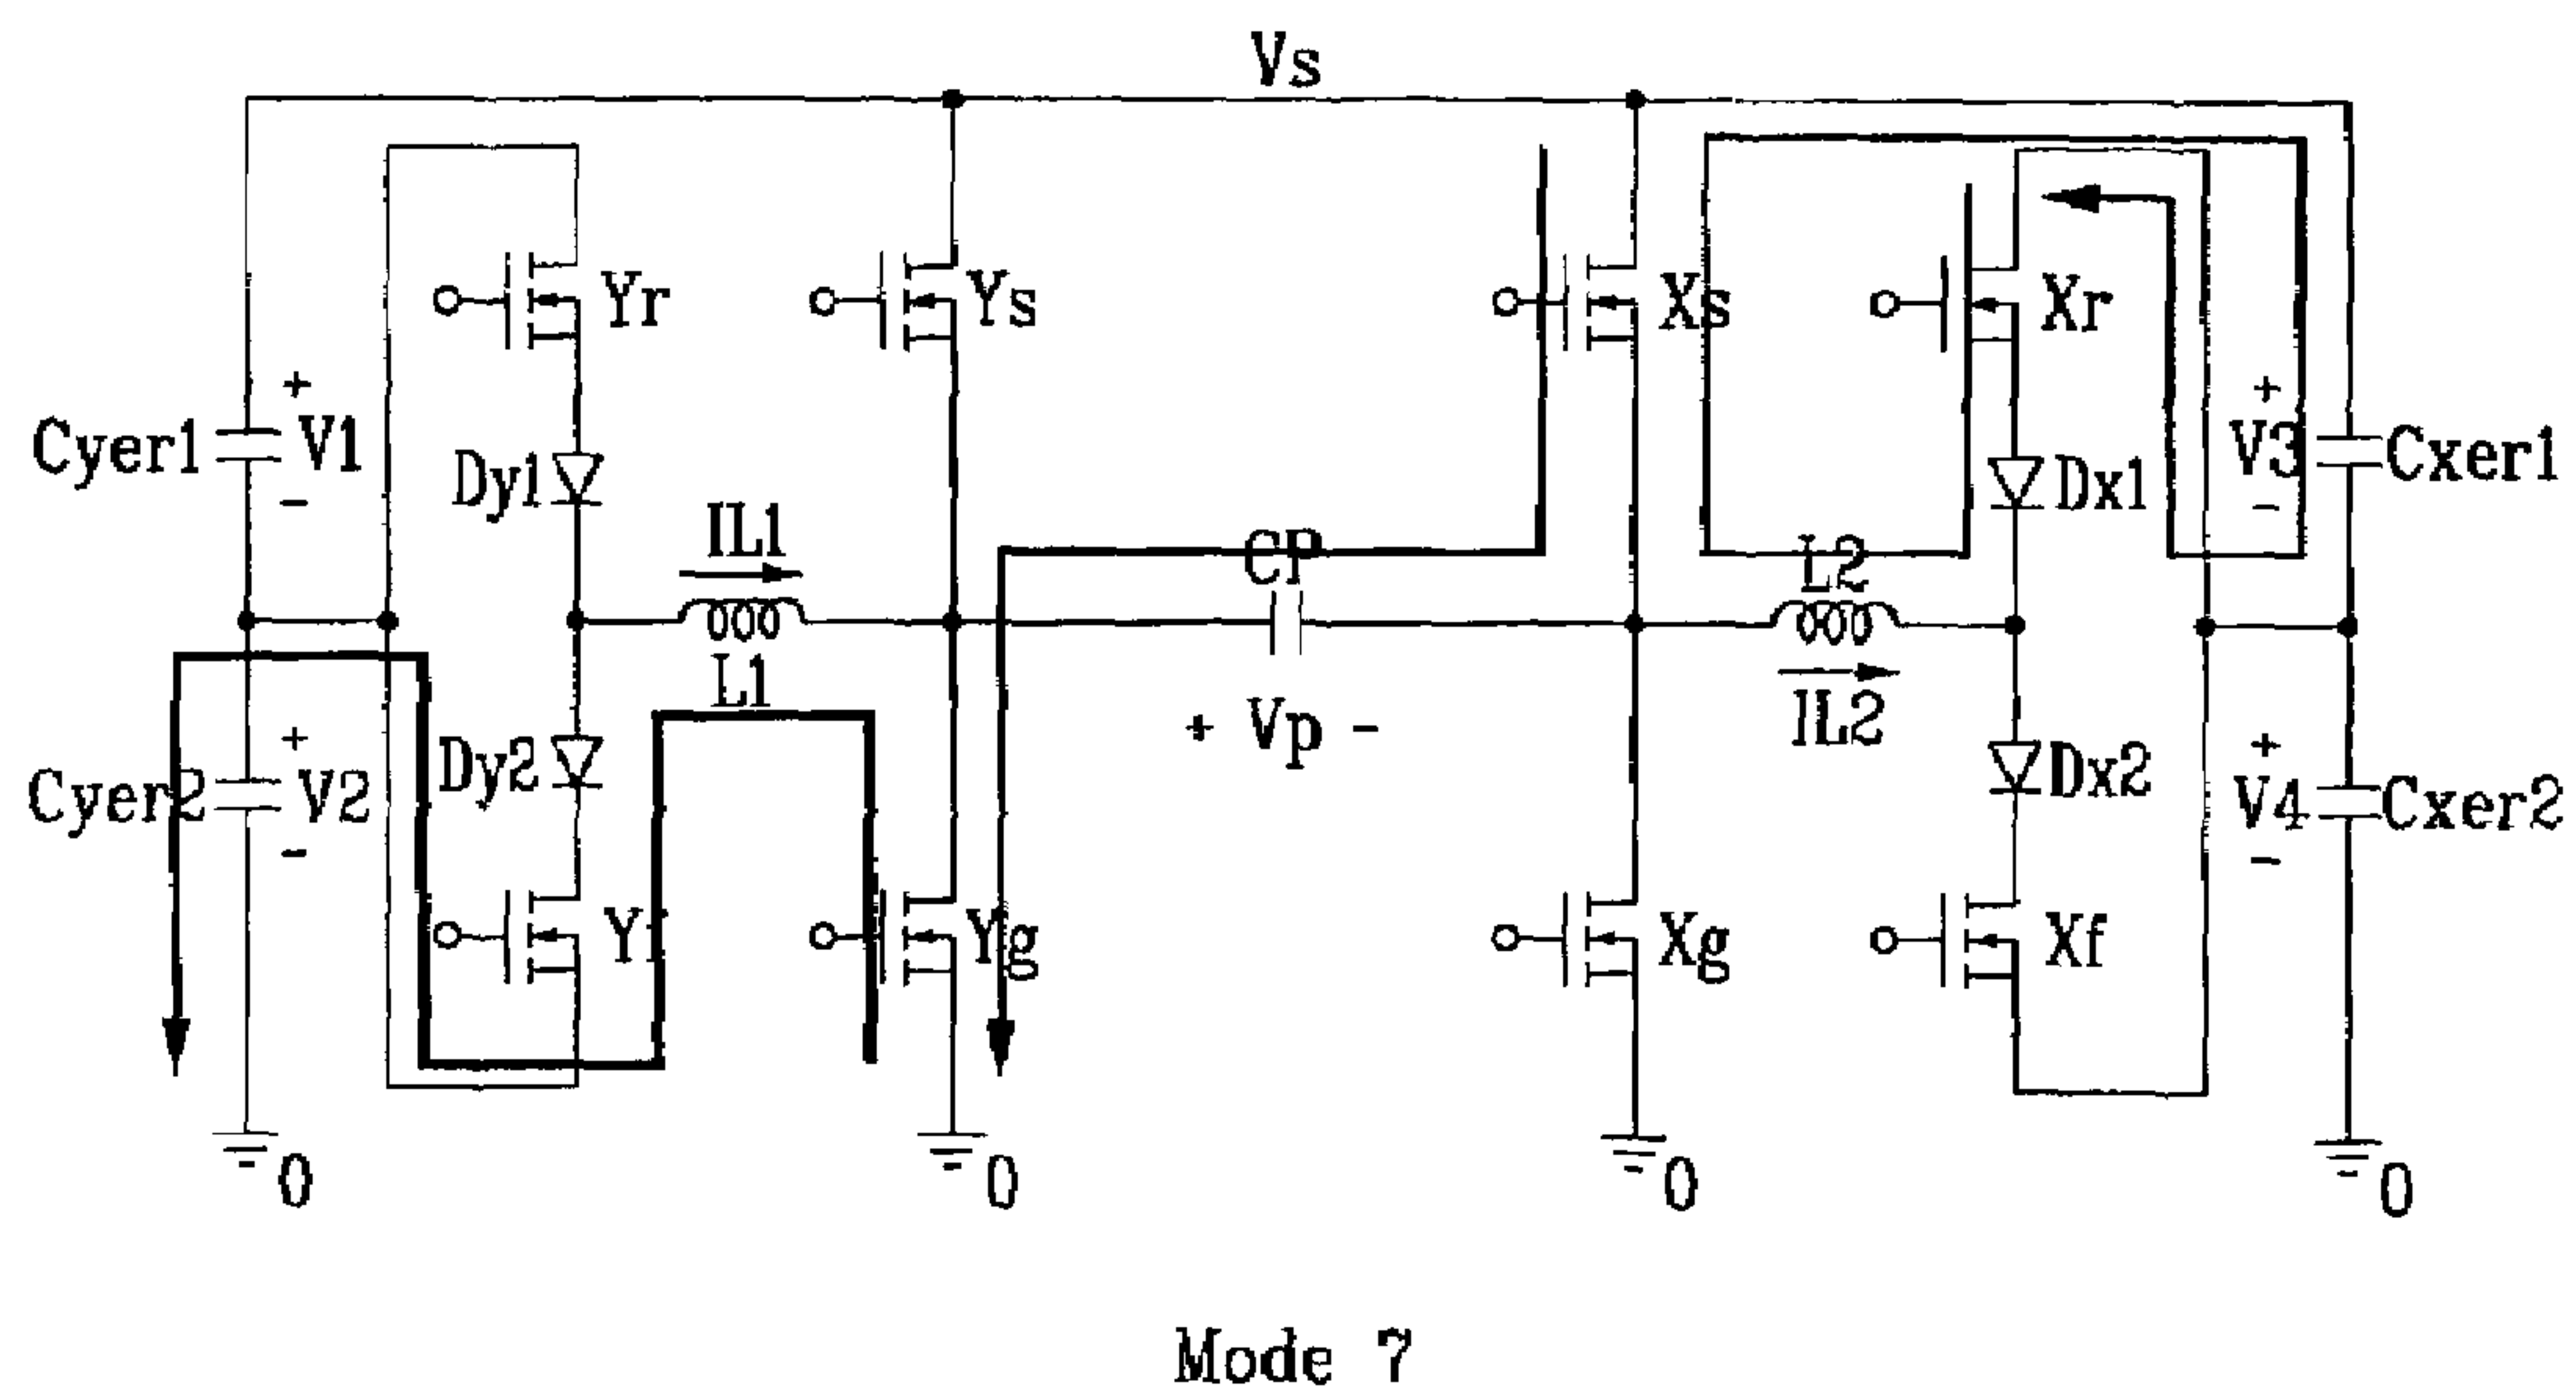 Vs
Yr
Ys
Xs
Xr
+
+
Cyer1
V1
V3
Cxer1
Dy1
Dx1
-
-
IL1
CP
L2
L1
+ Vp -
IL2
+
+
Dy2
Dx2
Cyer2
V2
V4
Cxer2
-
-
Yg
Xg
Xf
0
0
0
0
Mode 7